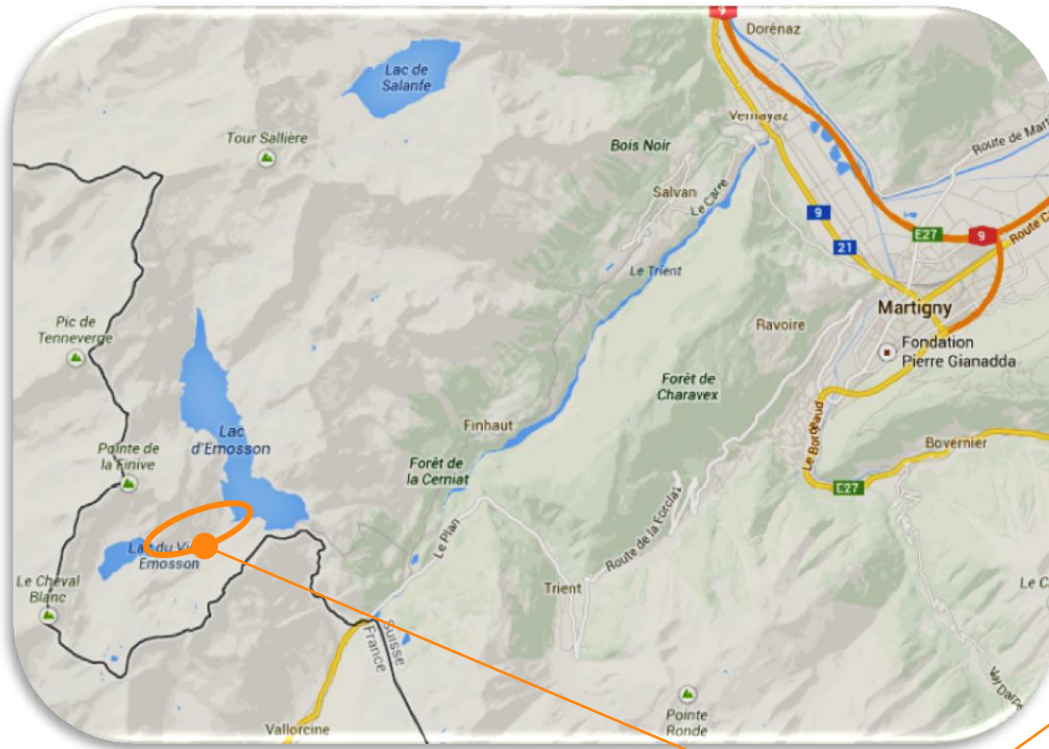 9
Dorénaz
Lac de
Salanfe
Vernayaz
Route de Mart
Tour Sallière
Bois Noir
Salvan
Le Carre
9
E27
9
21
Le Trient
Martigny
Pic de
Tenneverge
Ravoire
Fondation
Pierre Gianadda
Forêt de
Charavex
Lac
d'Emosson
Finhaut
Bovernier
Pointe de
la Finive
Forêt de
la Cerniat
E27
Le Plan
Route de la Forclaz
Emosson
Trient
Le Cheval
Blanc
Le C
Suisse
France
Vallorcine
Pointe
Ronde